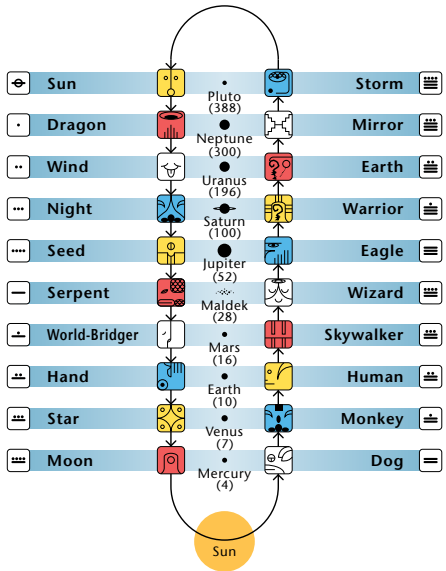 Sun
Storm
Pluto
(388)
Dragon
Mirror
Neptune
(300)
Wind
Earth
Uranus
(196)
Night
Warrior
Saturn
(100)
Seed
Eagle
Jupiter
(52)
Serpent
Wizard
Maldek
(28)
World-Bridger
Skywalker
Mars
(16)
Hand
Human
Earth
(10)
Star
Monkey
Venus
(7)
Moon
Dog
Mercury
(4)
Sun